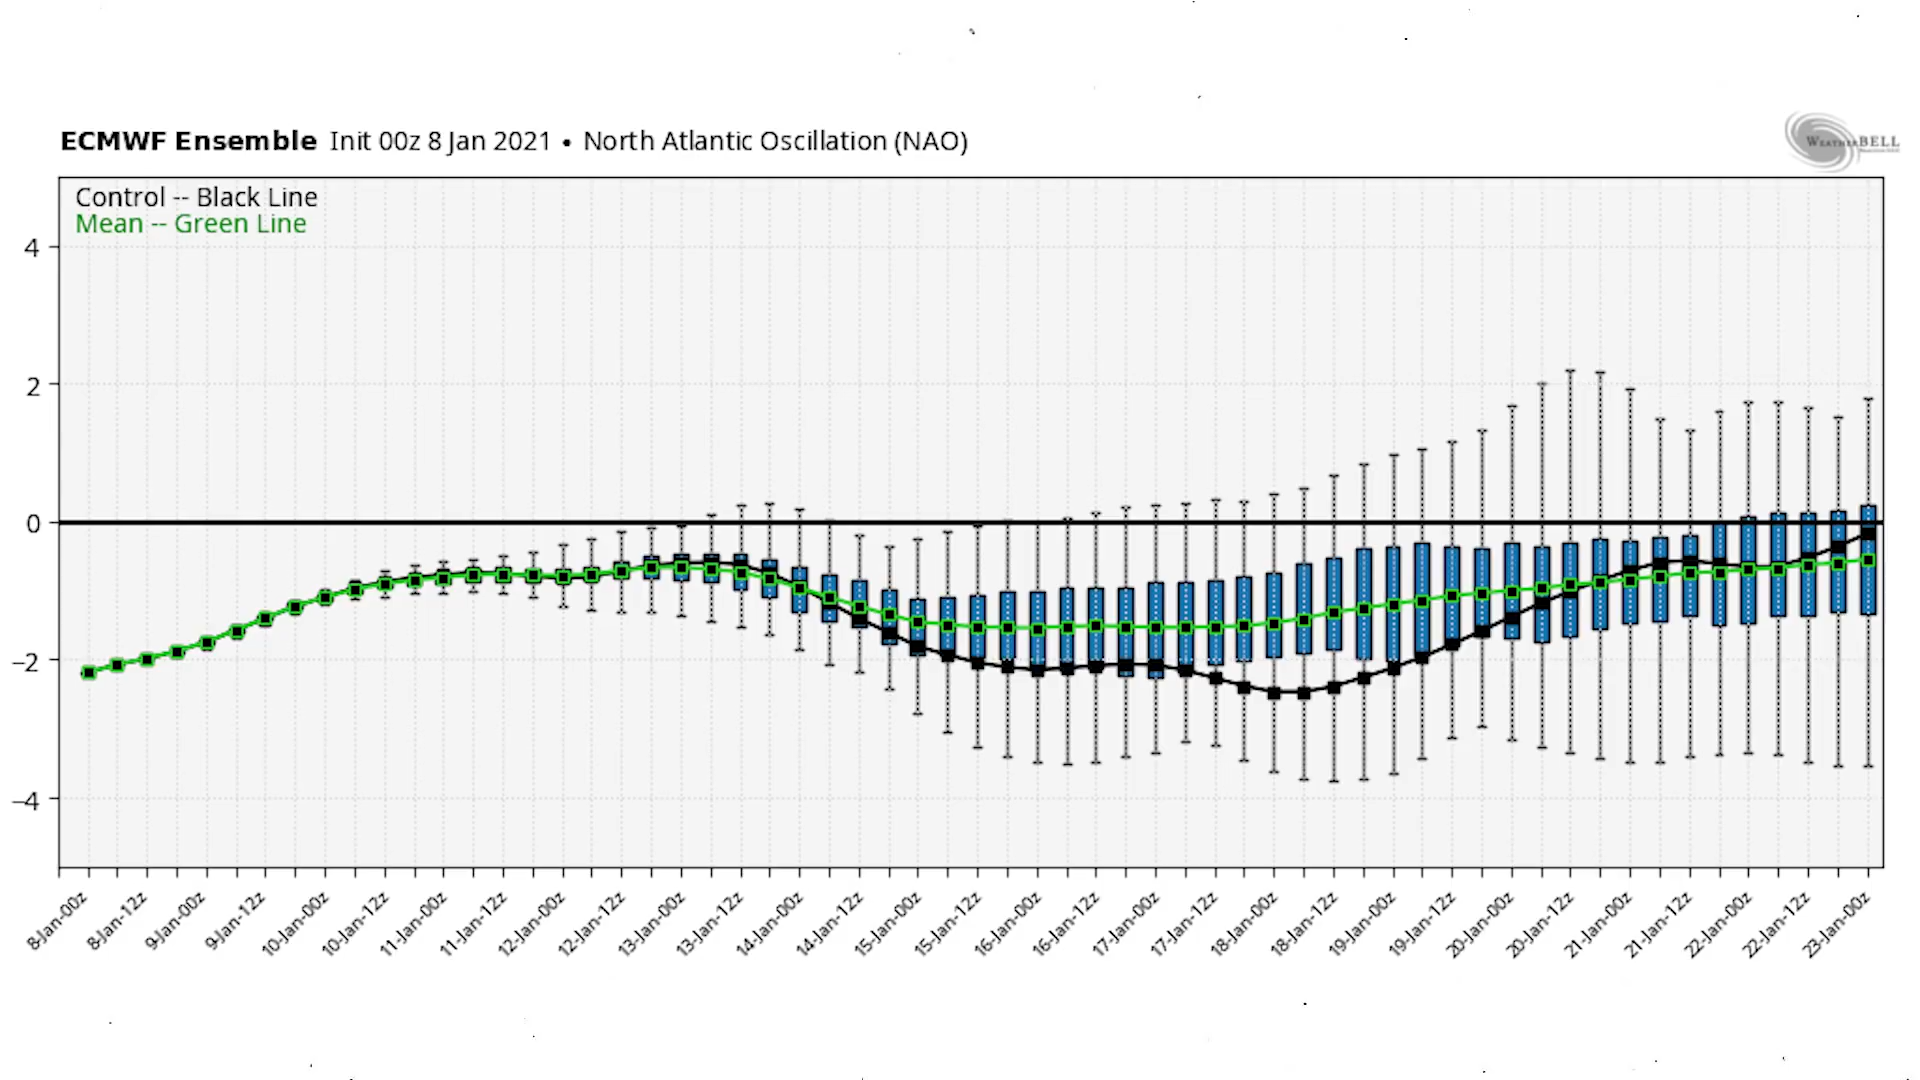 ECMWF Ensemble Init 00z 8 Jan 2021 • North Atlantic Oscillation (NAO)
WEATHERBELL
Control -- Black Line
Mean -- Green Line
4
2
0
−2
−4
8-Jan-00z
8-Jan-12z
9-Jan-00z
9-Jan-12z
10-Jan-00z
10-Jan-12z
11-Jan-00z
11-Jan-12z
12-Jan-00z
12-Jan-12z
13-Jan-00z
13-Jan-12z
14-Jan-00z
14-Jan-12z
15-Jan-00z
15-Jan-12z
16-Jan-00z
16-Jan-12z
17-Jan-00z
17-Jan-12z
18-Jan-00z
18-Jan-12z
19-Jan-00z
19-Jan-12z
20-Jan-00z
20-Jan-12z
21-Jan-00z
21-Jan-12z
22-Jan-00z
22-Jan-12z
23-Jan-00z